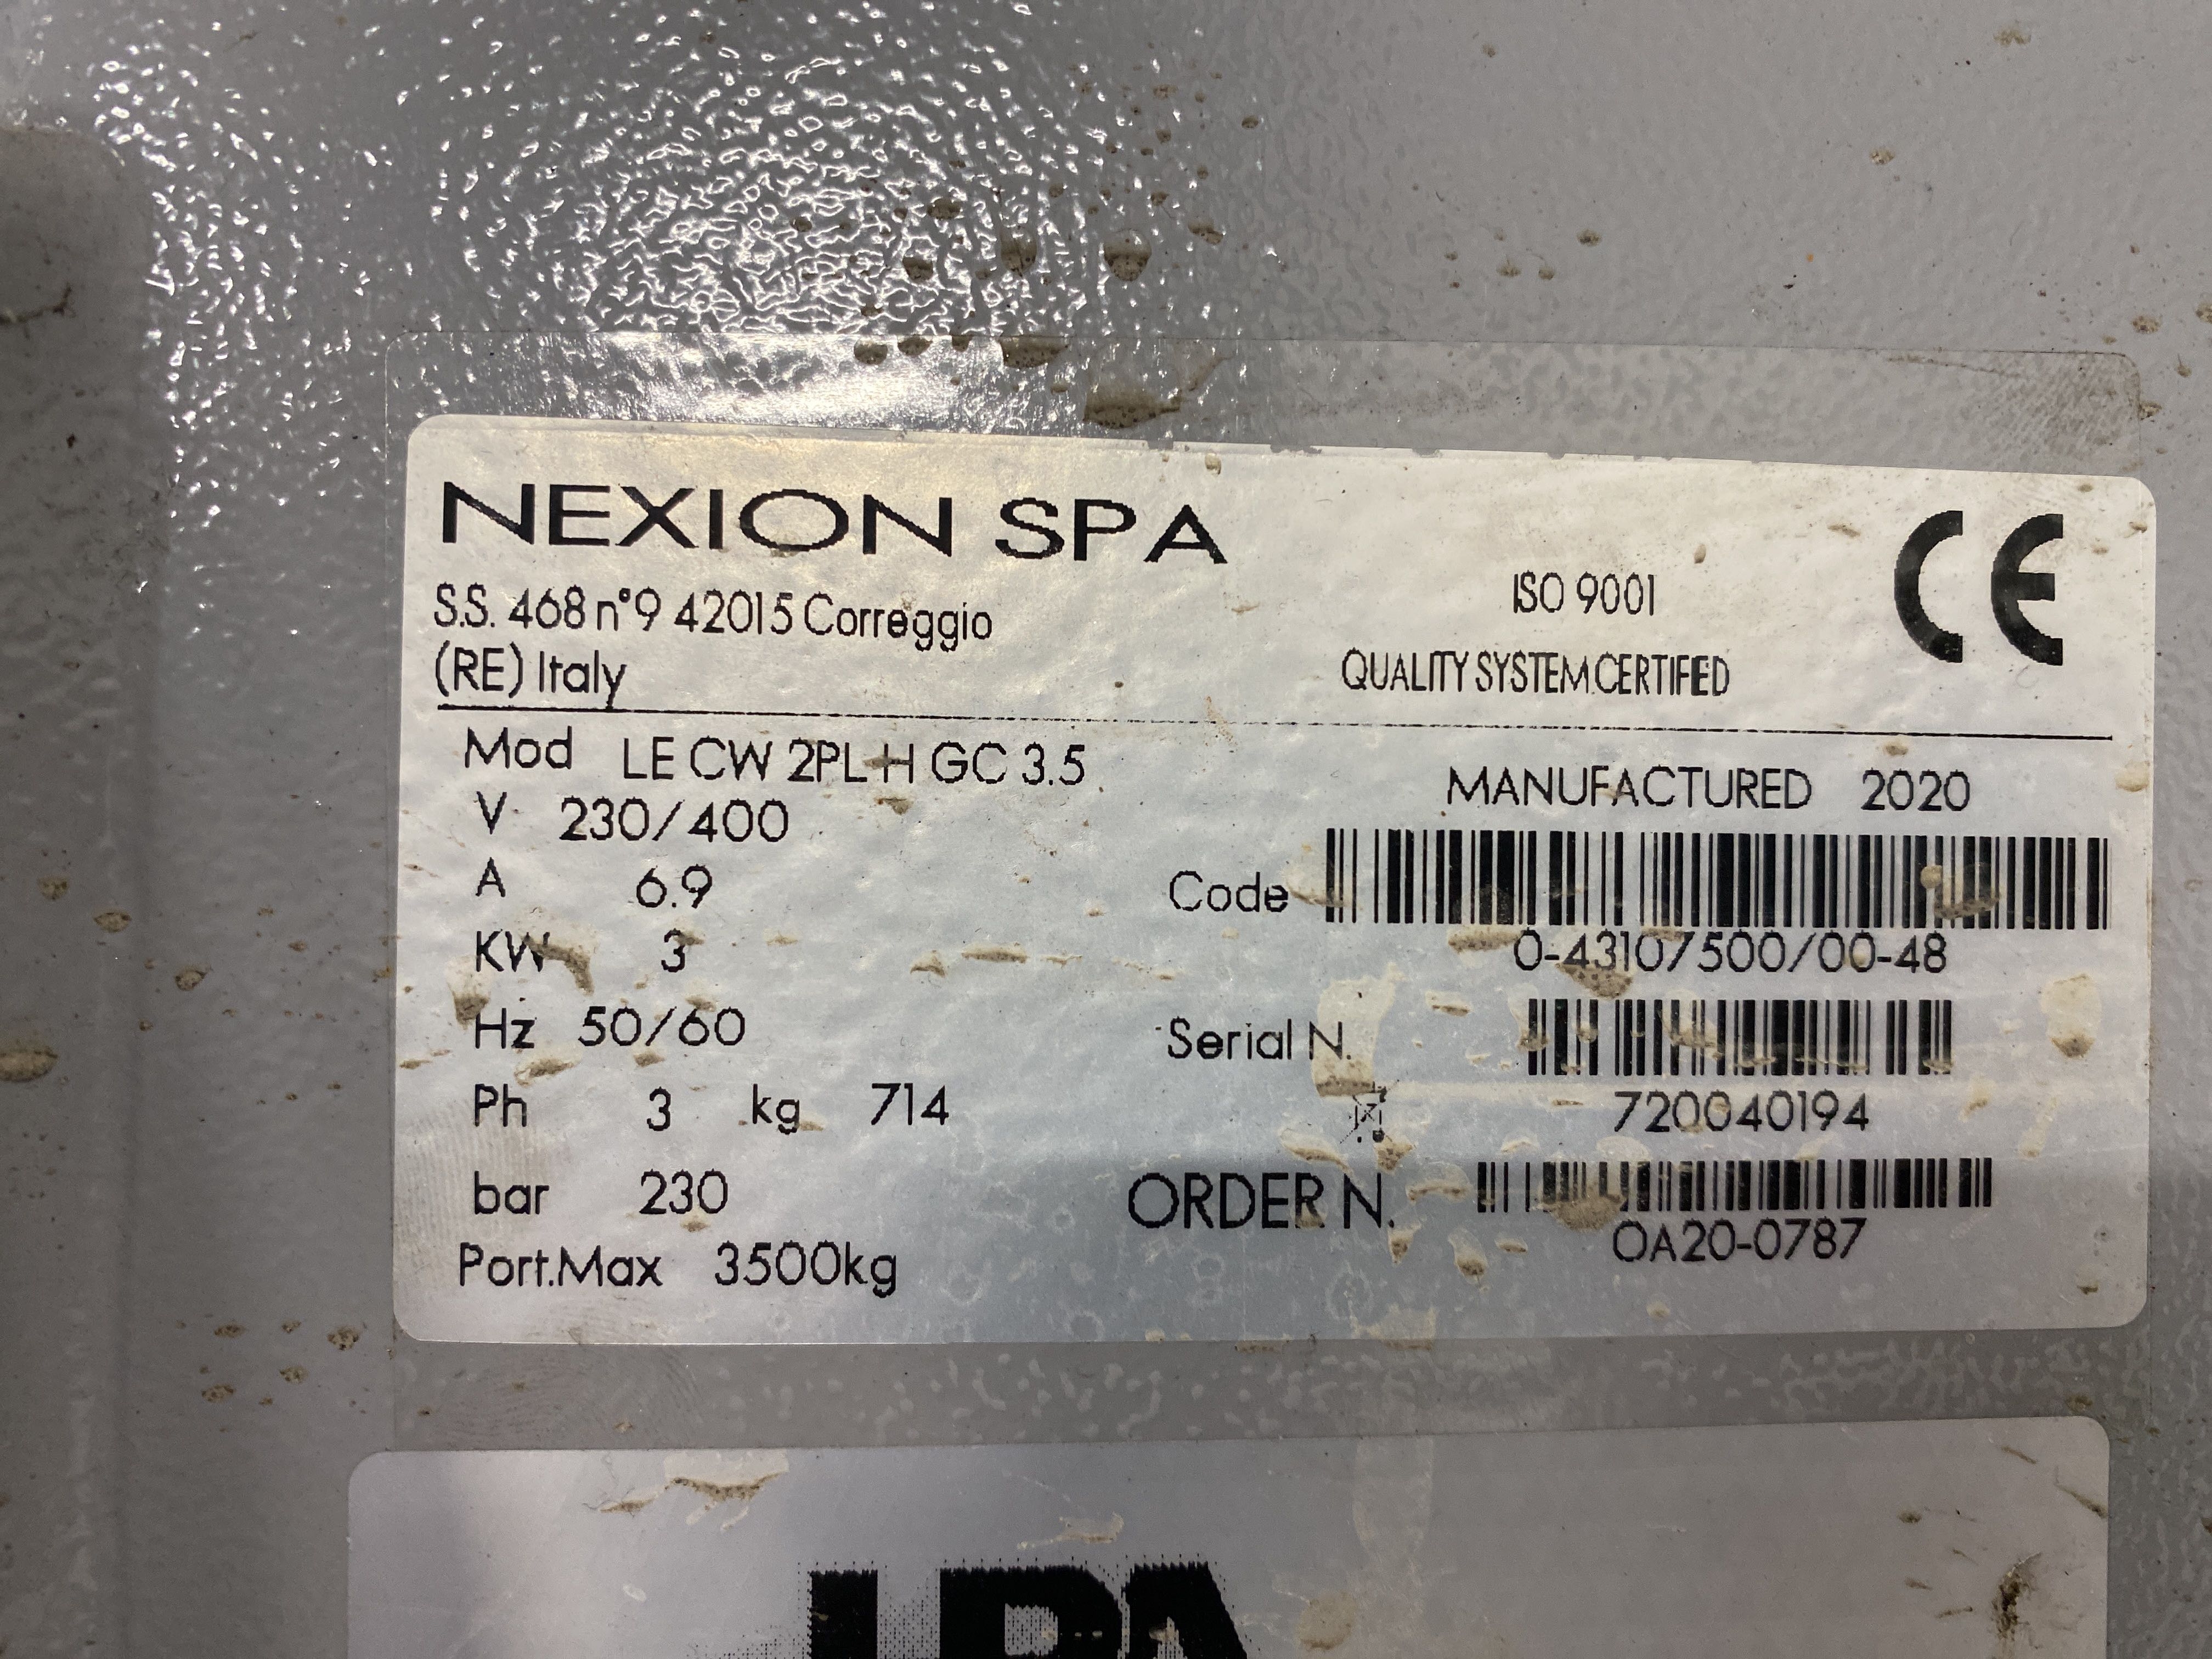 NEXION SPA
S.S. 468 n°9 42015 Correggio
(RE) Italy
ISO 9001
QUALITY SYSTEM CERTIFIED
CE
Mod LE CW 2PL-H GC 3.5
V 230/400
A 6.9
KW 3
Hz 50/60
Ph 3 kg 714
bar 230
Port.Max 3500kg
MANUFACTURED 2020
Code
0-43107500/00-48
Serial N.
720040194
ORDER N.
OA20-0787